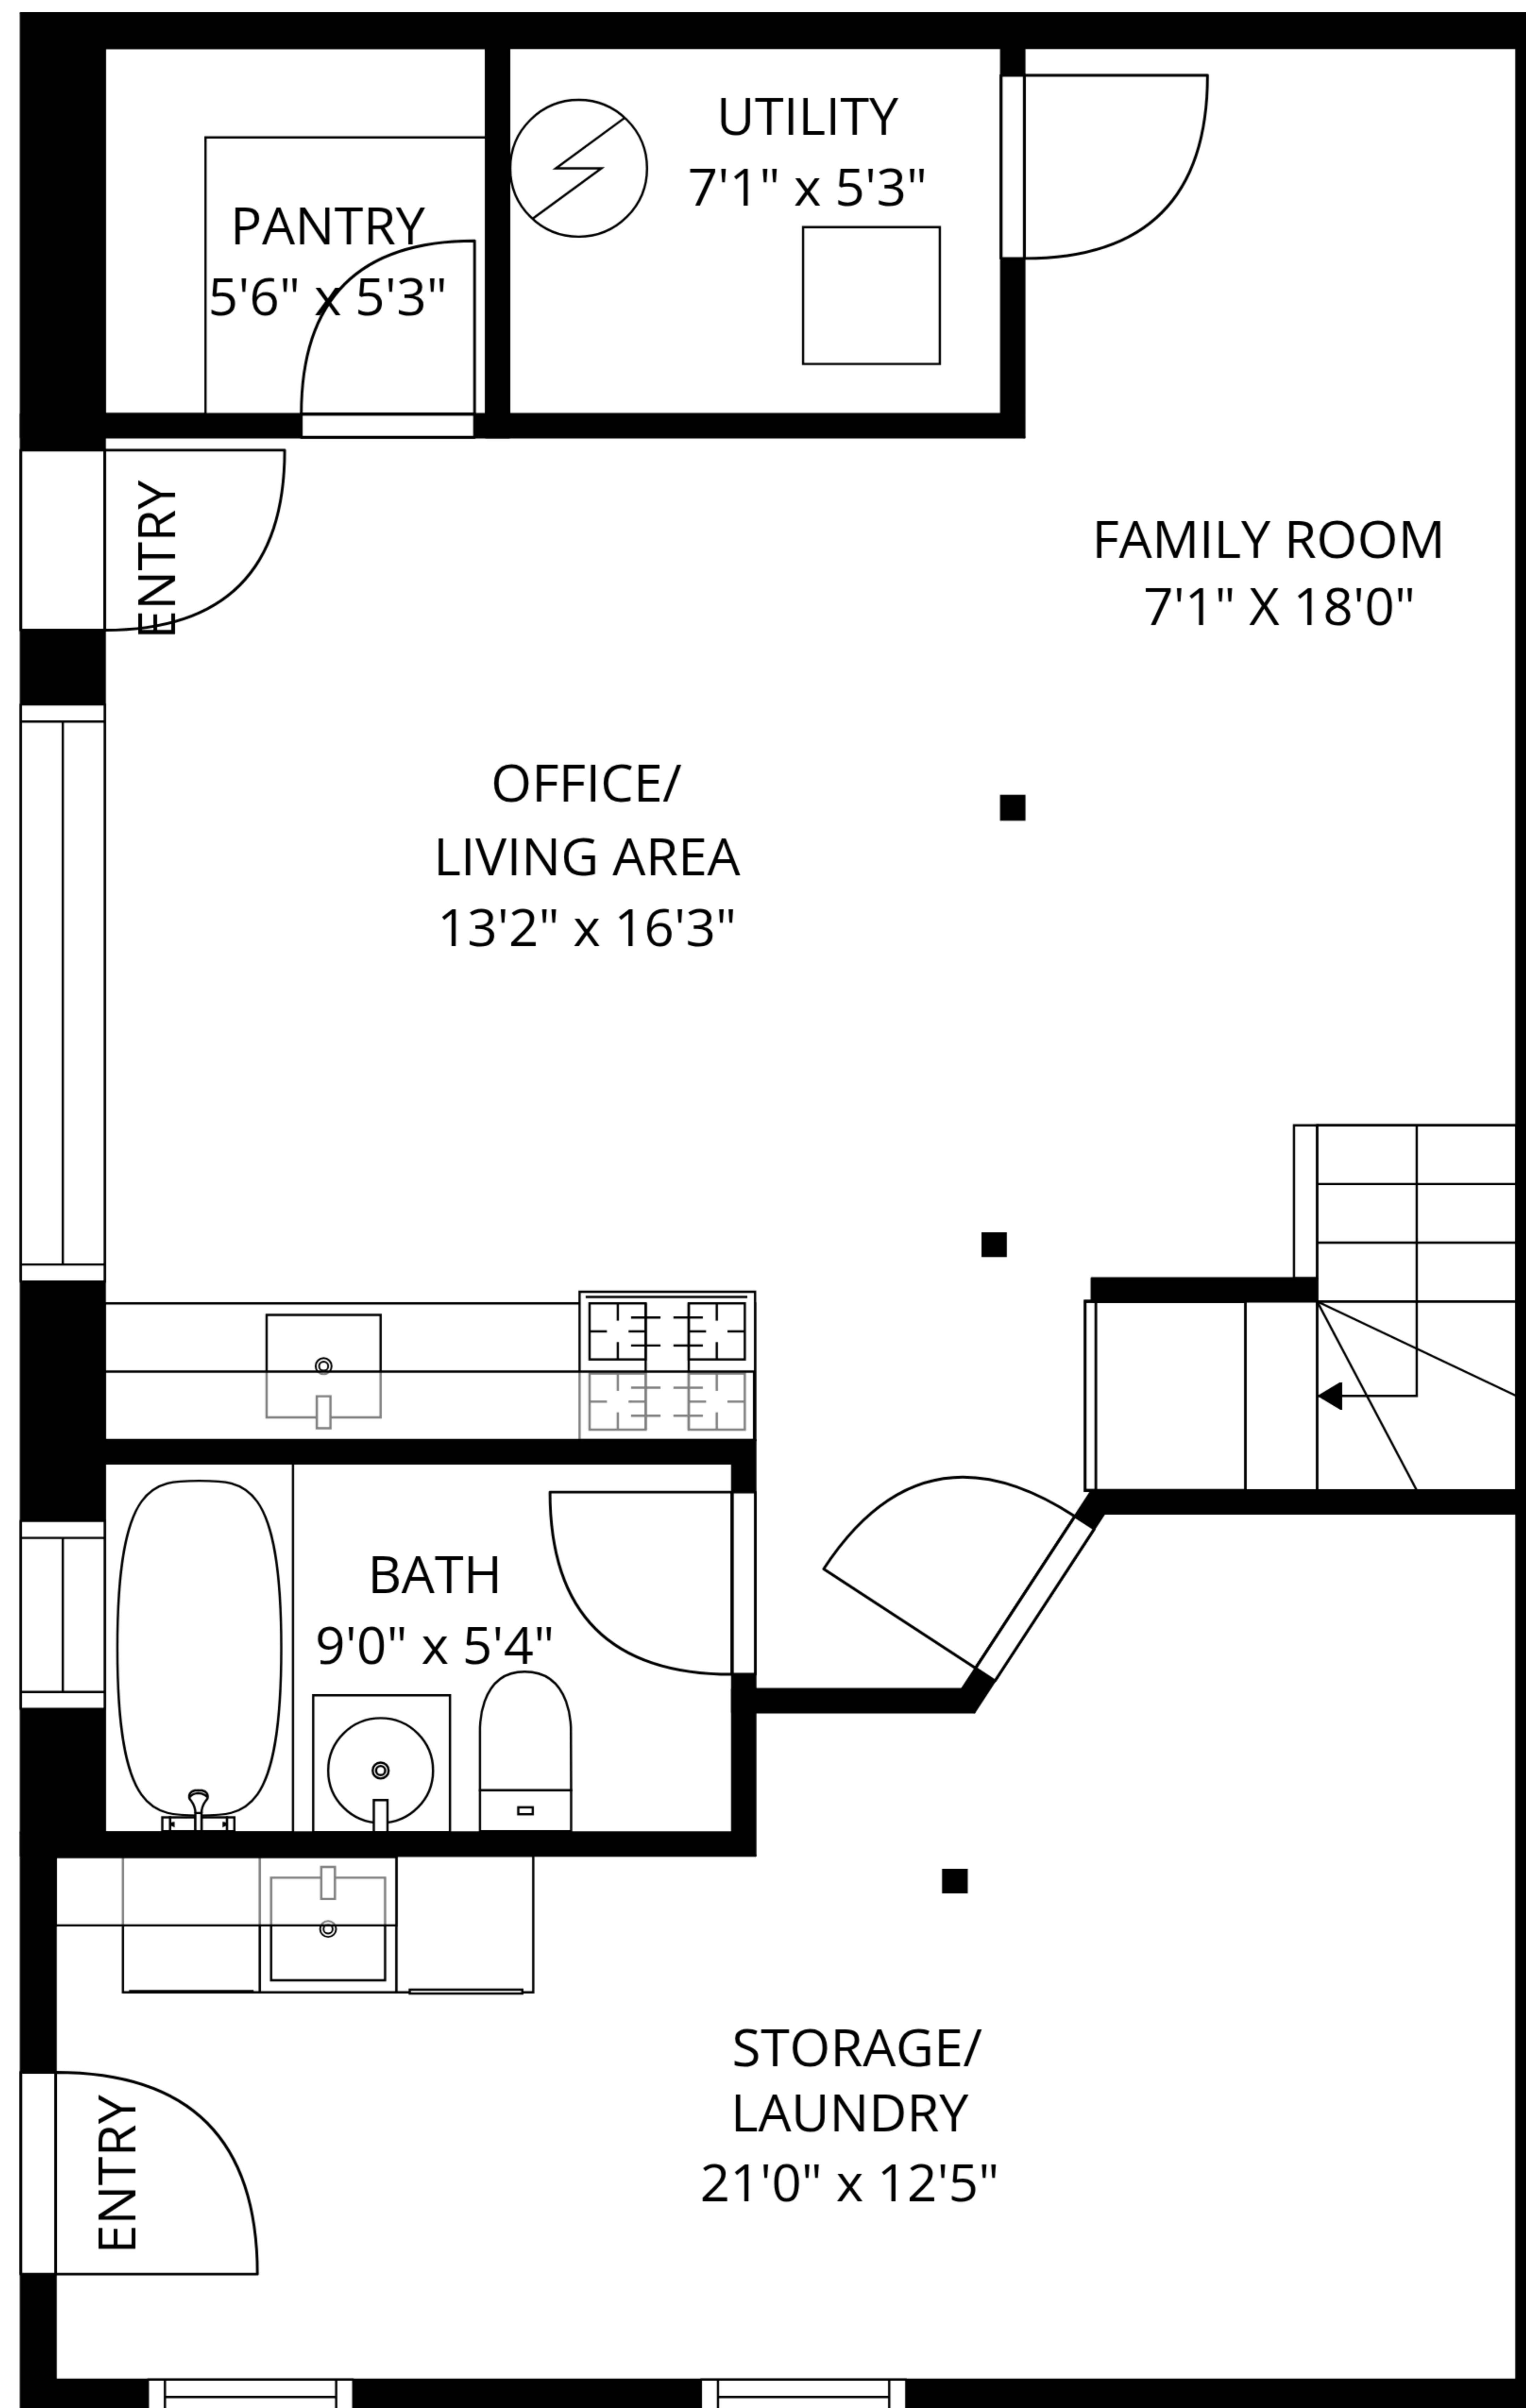 UTILITY
7'1" x 5'3"
PANTRY
5'6" x 5'3"
ENTRY
FAMILY ROOM
7'1" X 18'0"
OFFICE/
LIVING AREA
13'2" x 16'3"
BATH
9'0" x 5'4"
STORAGE/
LAUNDRY
21'0" x 12'5"
ENTRY